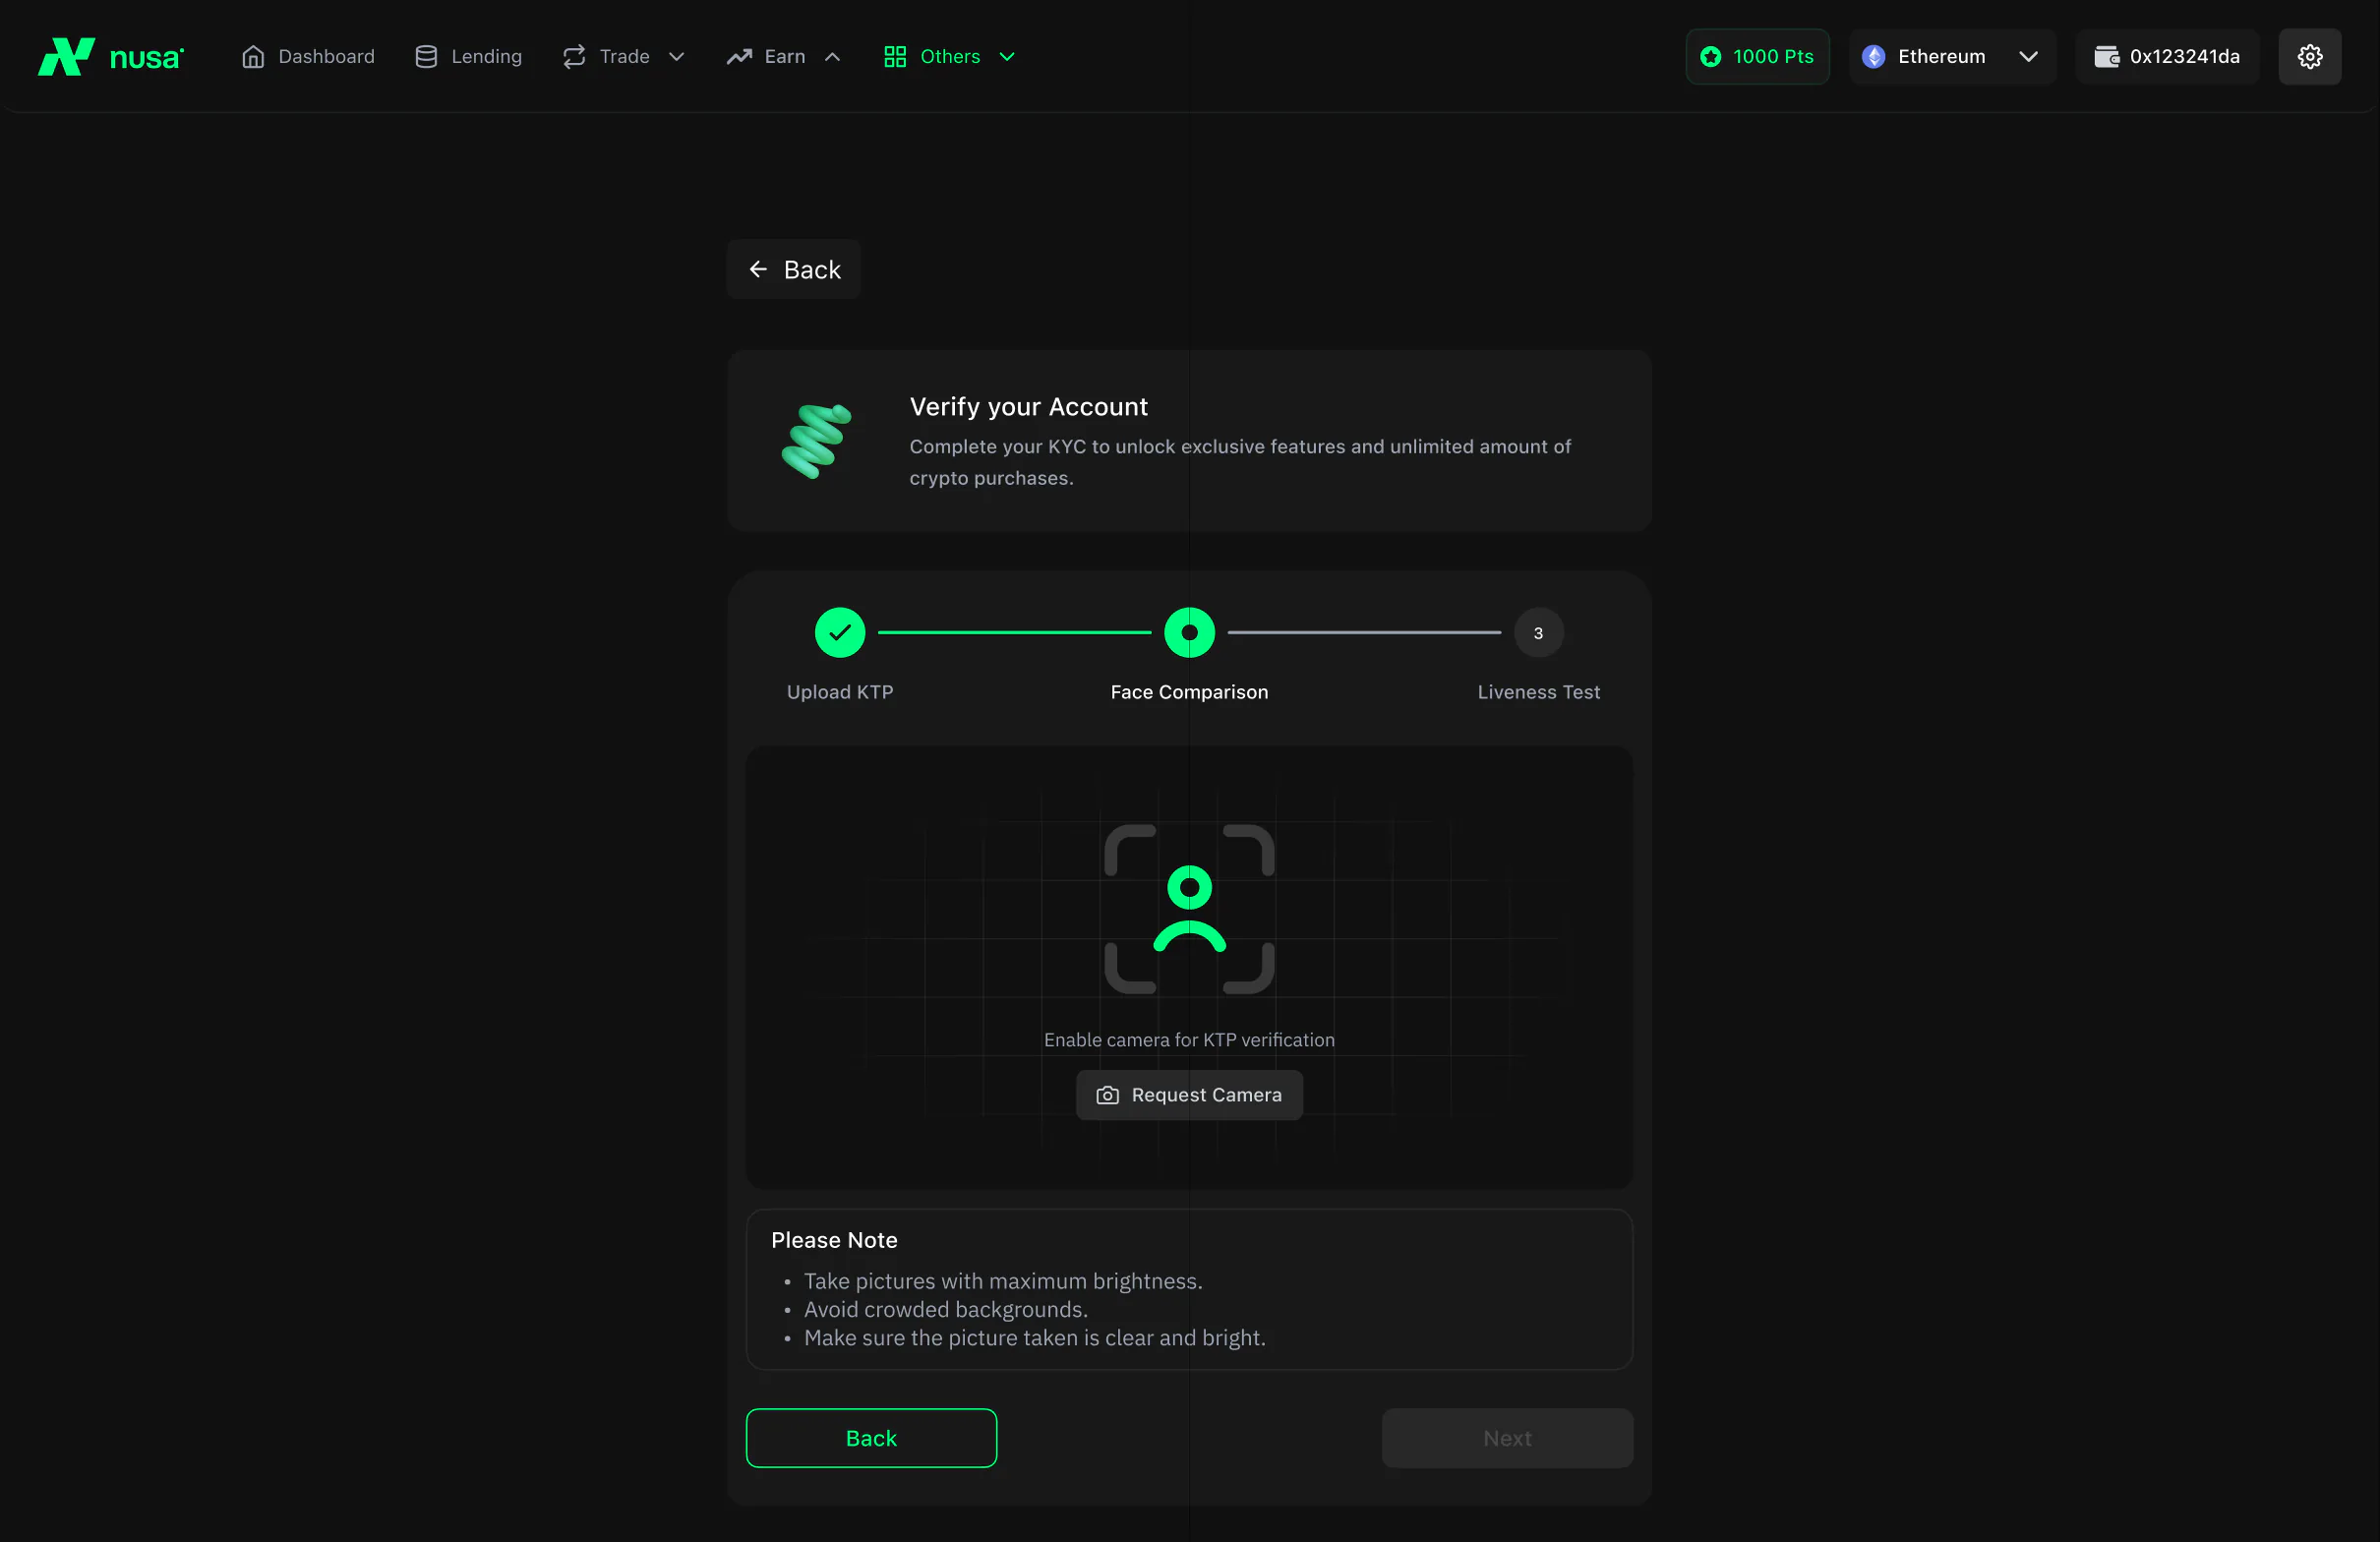 nusa
Dashboard
Lending
Trade
Earn
Others
1000 Pts
Ethereum
0x123241da
Back
Verify your Account
Complete your KYC to unlock exclusive features and unlimited amount of
crypto purchases.
3
Upload KTP
Face Comparison
Liveness Test
Enable camera for KTP verification
Request Camera
Please Note
• Take pictures with maximum brightness.
• Avoid crowded backgrounds.
• Make sure the picture taken is clear and bright.
Back
Next